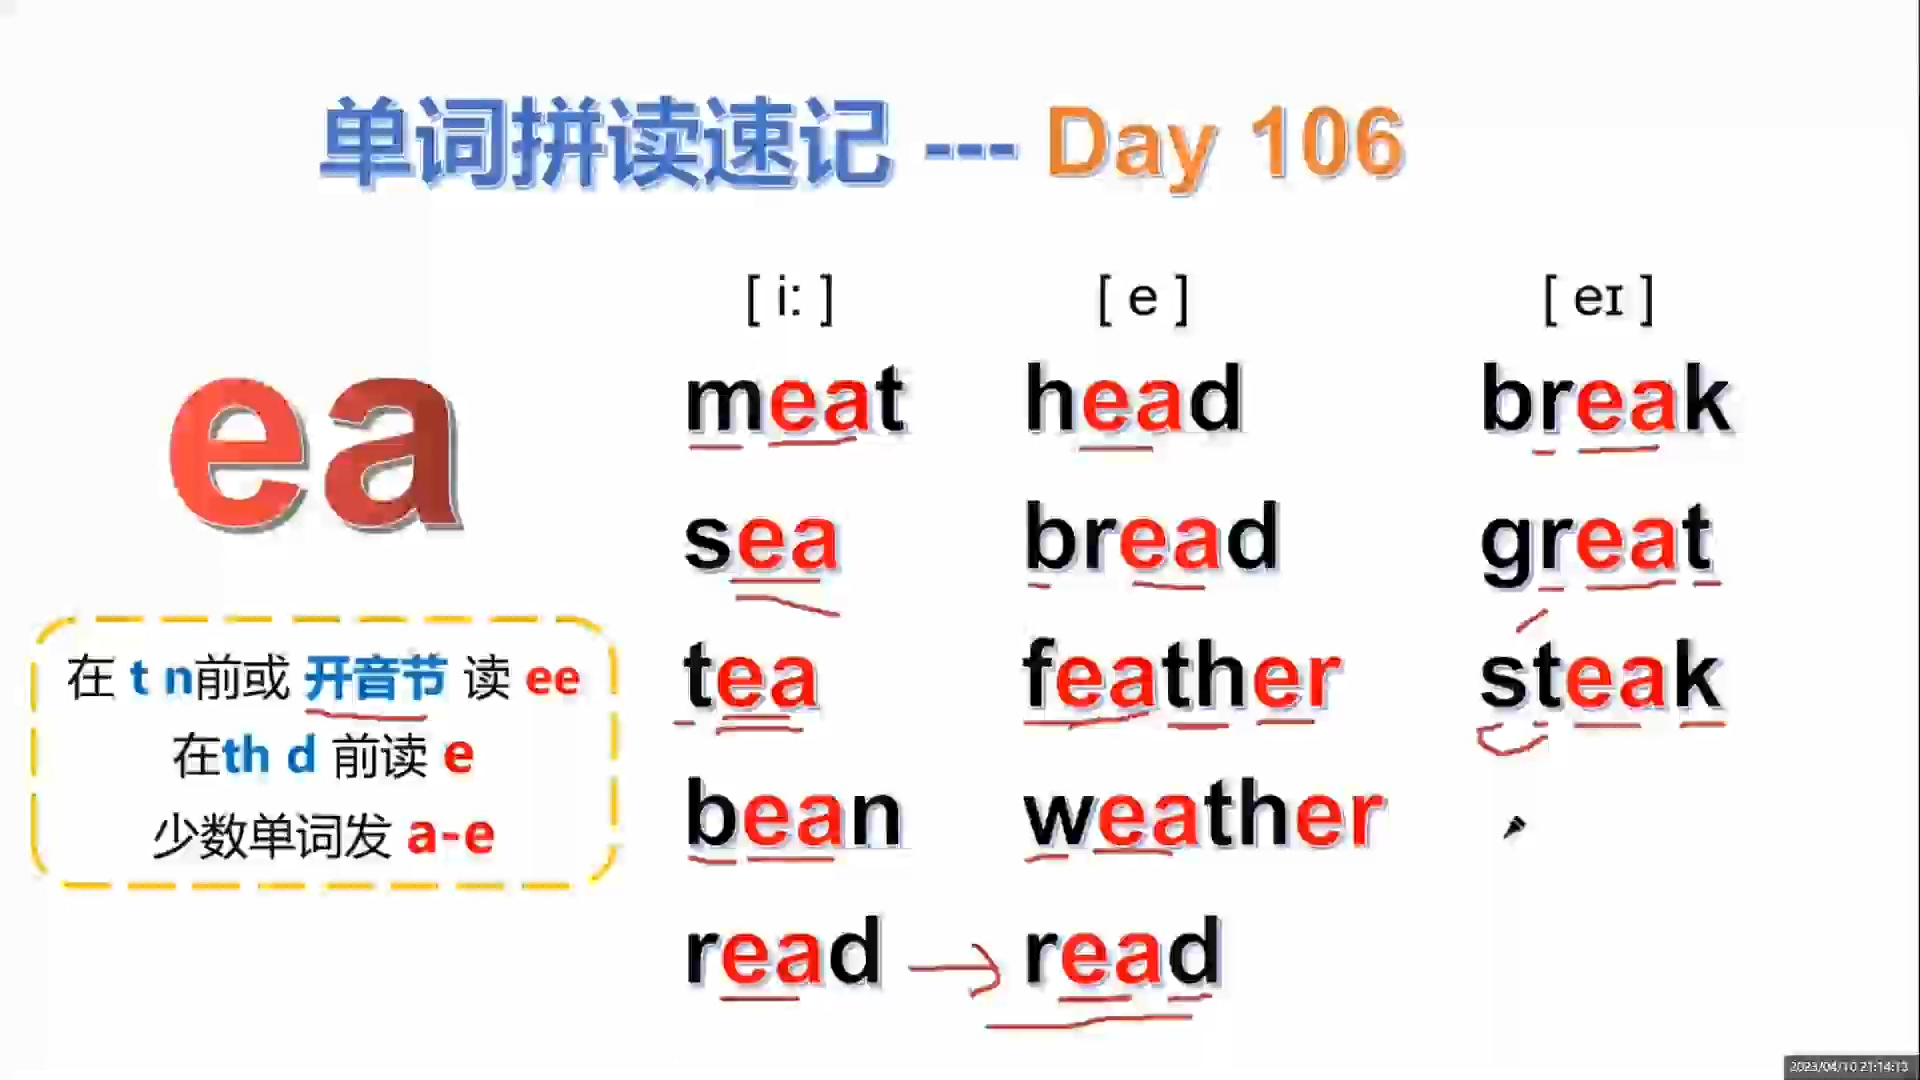 单词拼读速记 --- Day 106
[ i: ] [ e ] [ eɪ ]
ea
meat head break
sea bread great
tea feather steak
bean weather
read read
在 t n前或 开音节 读 ee
在th d 前读 e
少数单词发 a-e
2023/04/10 21:14:13